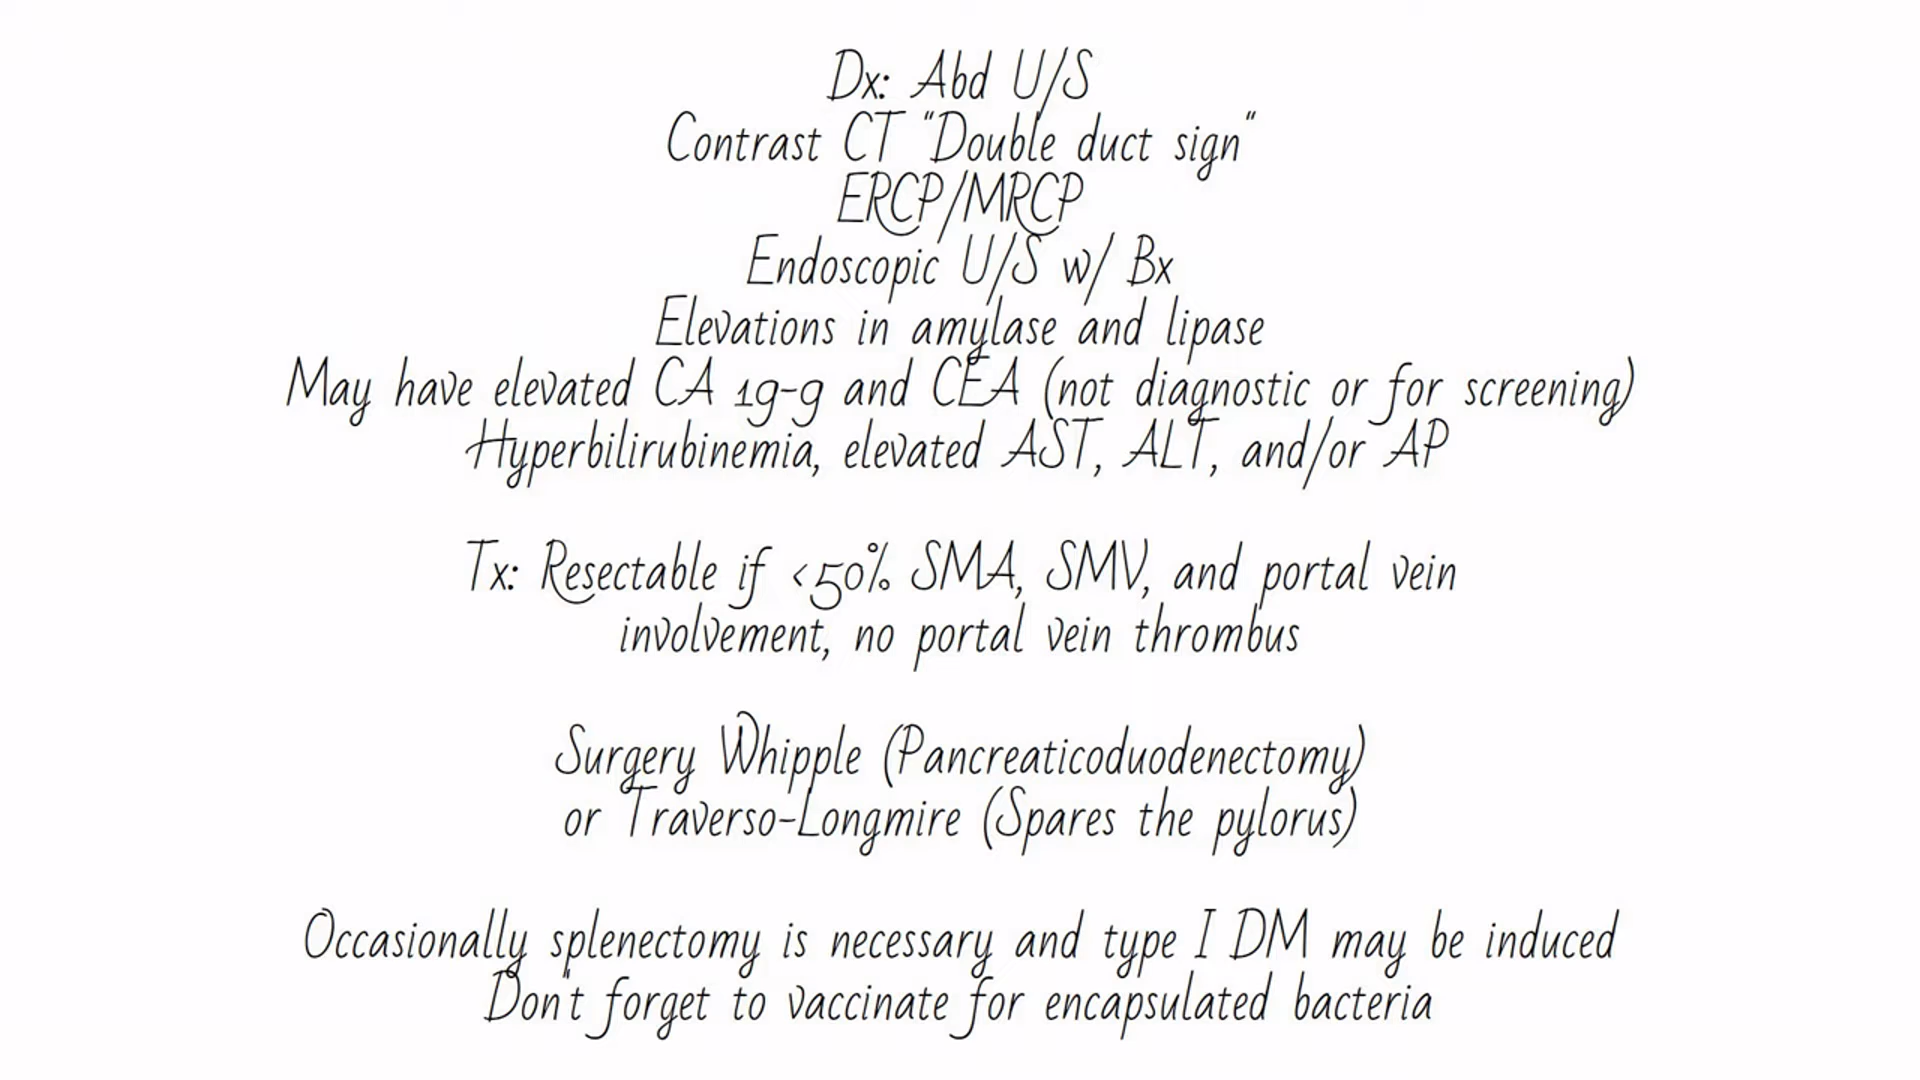 Dx: Abd U/S
Contrast CT "Double duct sign"
ERCP/MRCP
Endoscopic U/S w/ Bx
Elevations in amylase and lipase
May have elevated CA 19-9 and CEA (not diagnostic or for screening)
Hyperbilirubinemia, elevated AST, ALT, and/or AP
Tx: Resectable if <50% SMA, SMV, and portal vein
involvement, no portal vein thrombus
Surgery Whipple (Pancreaticoduodenectomy)
or Traverso-Longmire (Spares the pylorus)
Occasionally splenectomy is necessary and type I DM may be induced
Don't forget to vaccinate for encapsulated bacteria